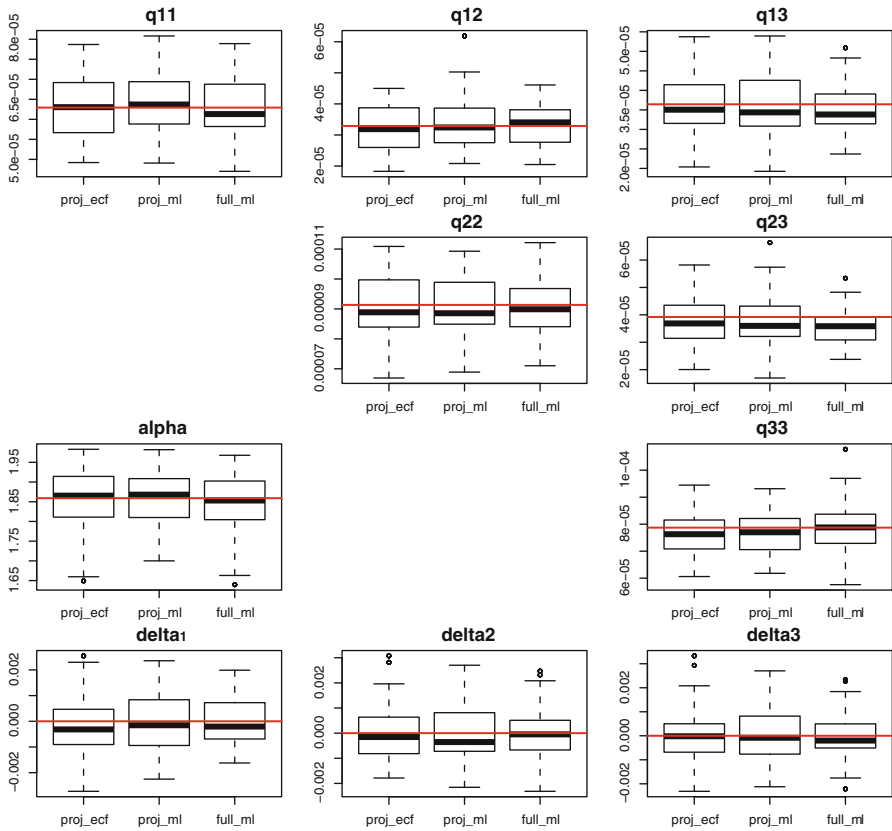 q11
8.0e−05
6.5e−05
5.0e−05
proj_ecf proj_ml full_ml
q12
6e−05
4e−05
2e−05
proj_ecf proj_ml full_ml
q13
5.0e−05
3.5e−05
2.0e−05
proj_ecf proj_ml full_ml
q22
0.00011
0.00009
0.00007
proj_ecf proj_ml full_ml
q23
6e−05
4e−05
2e−05
proj_ecf proj_ml full_ml
alpha
1.95
1.85
1.75
1.65
proj_ecf proj_ml full_ml
q33
1e−04
8e−05
6e−05
proj_ecf proj_ml full_ml
delta1
0.002
0.000
−0.002
proj_ecf proj_ml full_ml
delta2
0.002
0.000
−0.002
proj_ecf proj_ml full_ml
delta3
0.002
0.000
−0.002
proj_ecf proj_ml full_ml